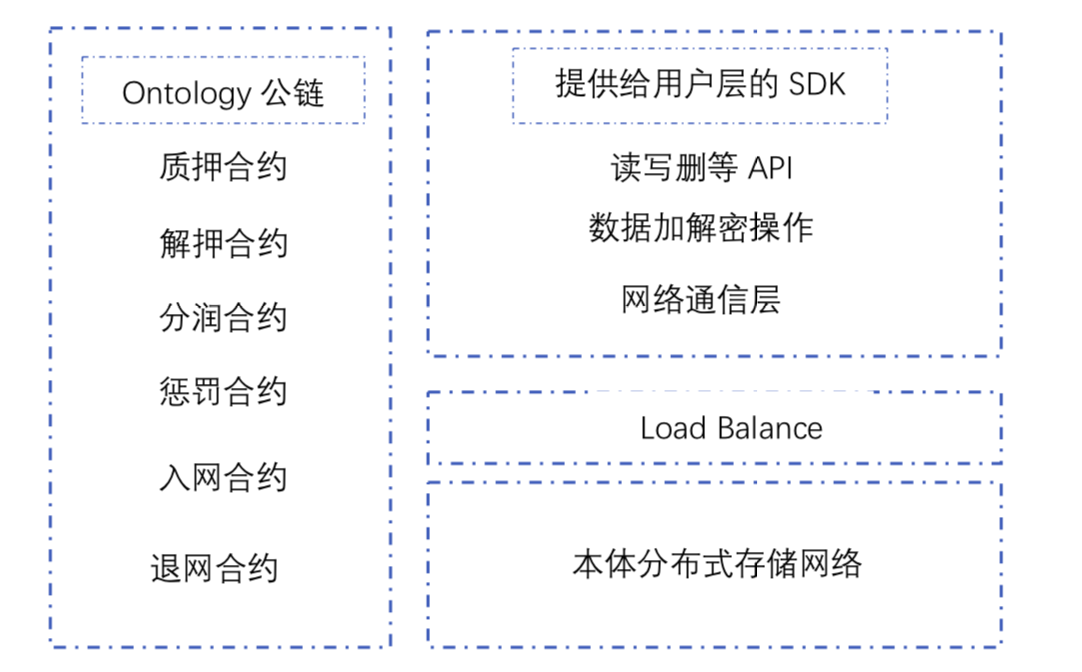 Ontology 公链
质押合约
解押合约
分润合约
惩罚合约
入网合约
退网合约
提供给用户层的 SDK
读写删等 API
数据加解密操作
网络通信层
Load Balance
本体分布式存储网络